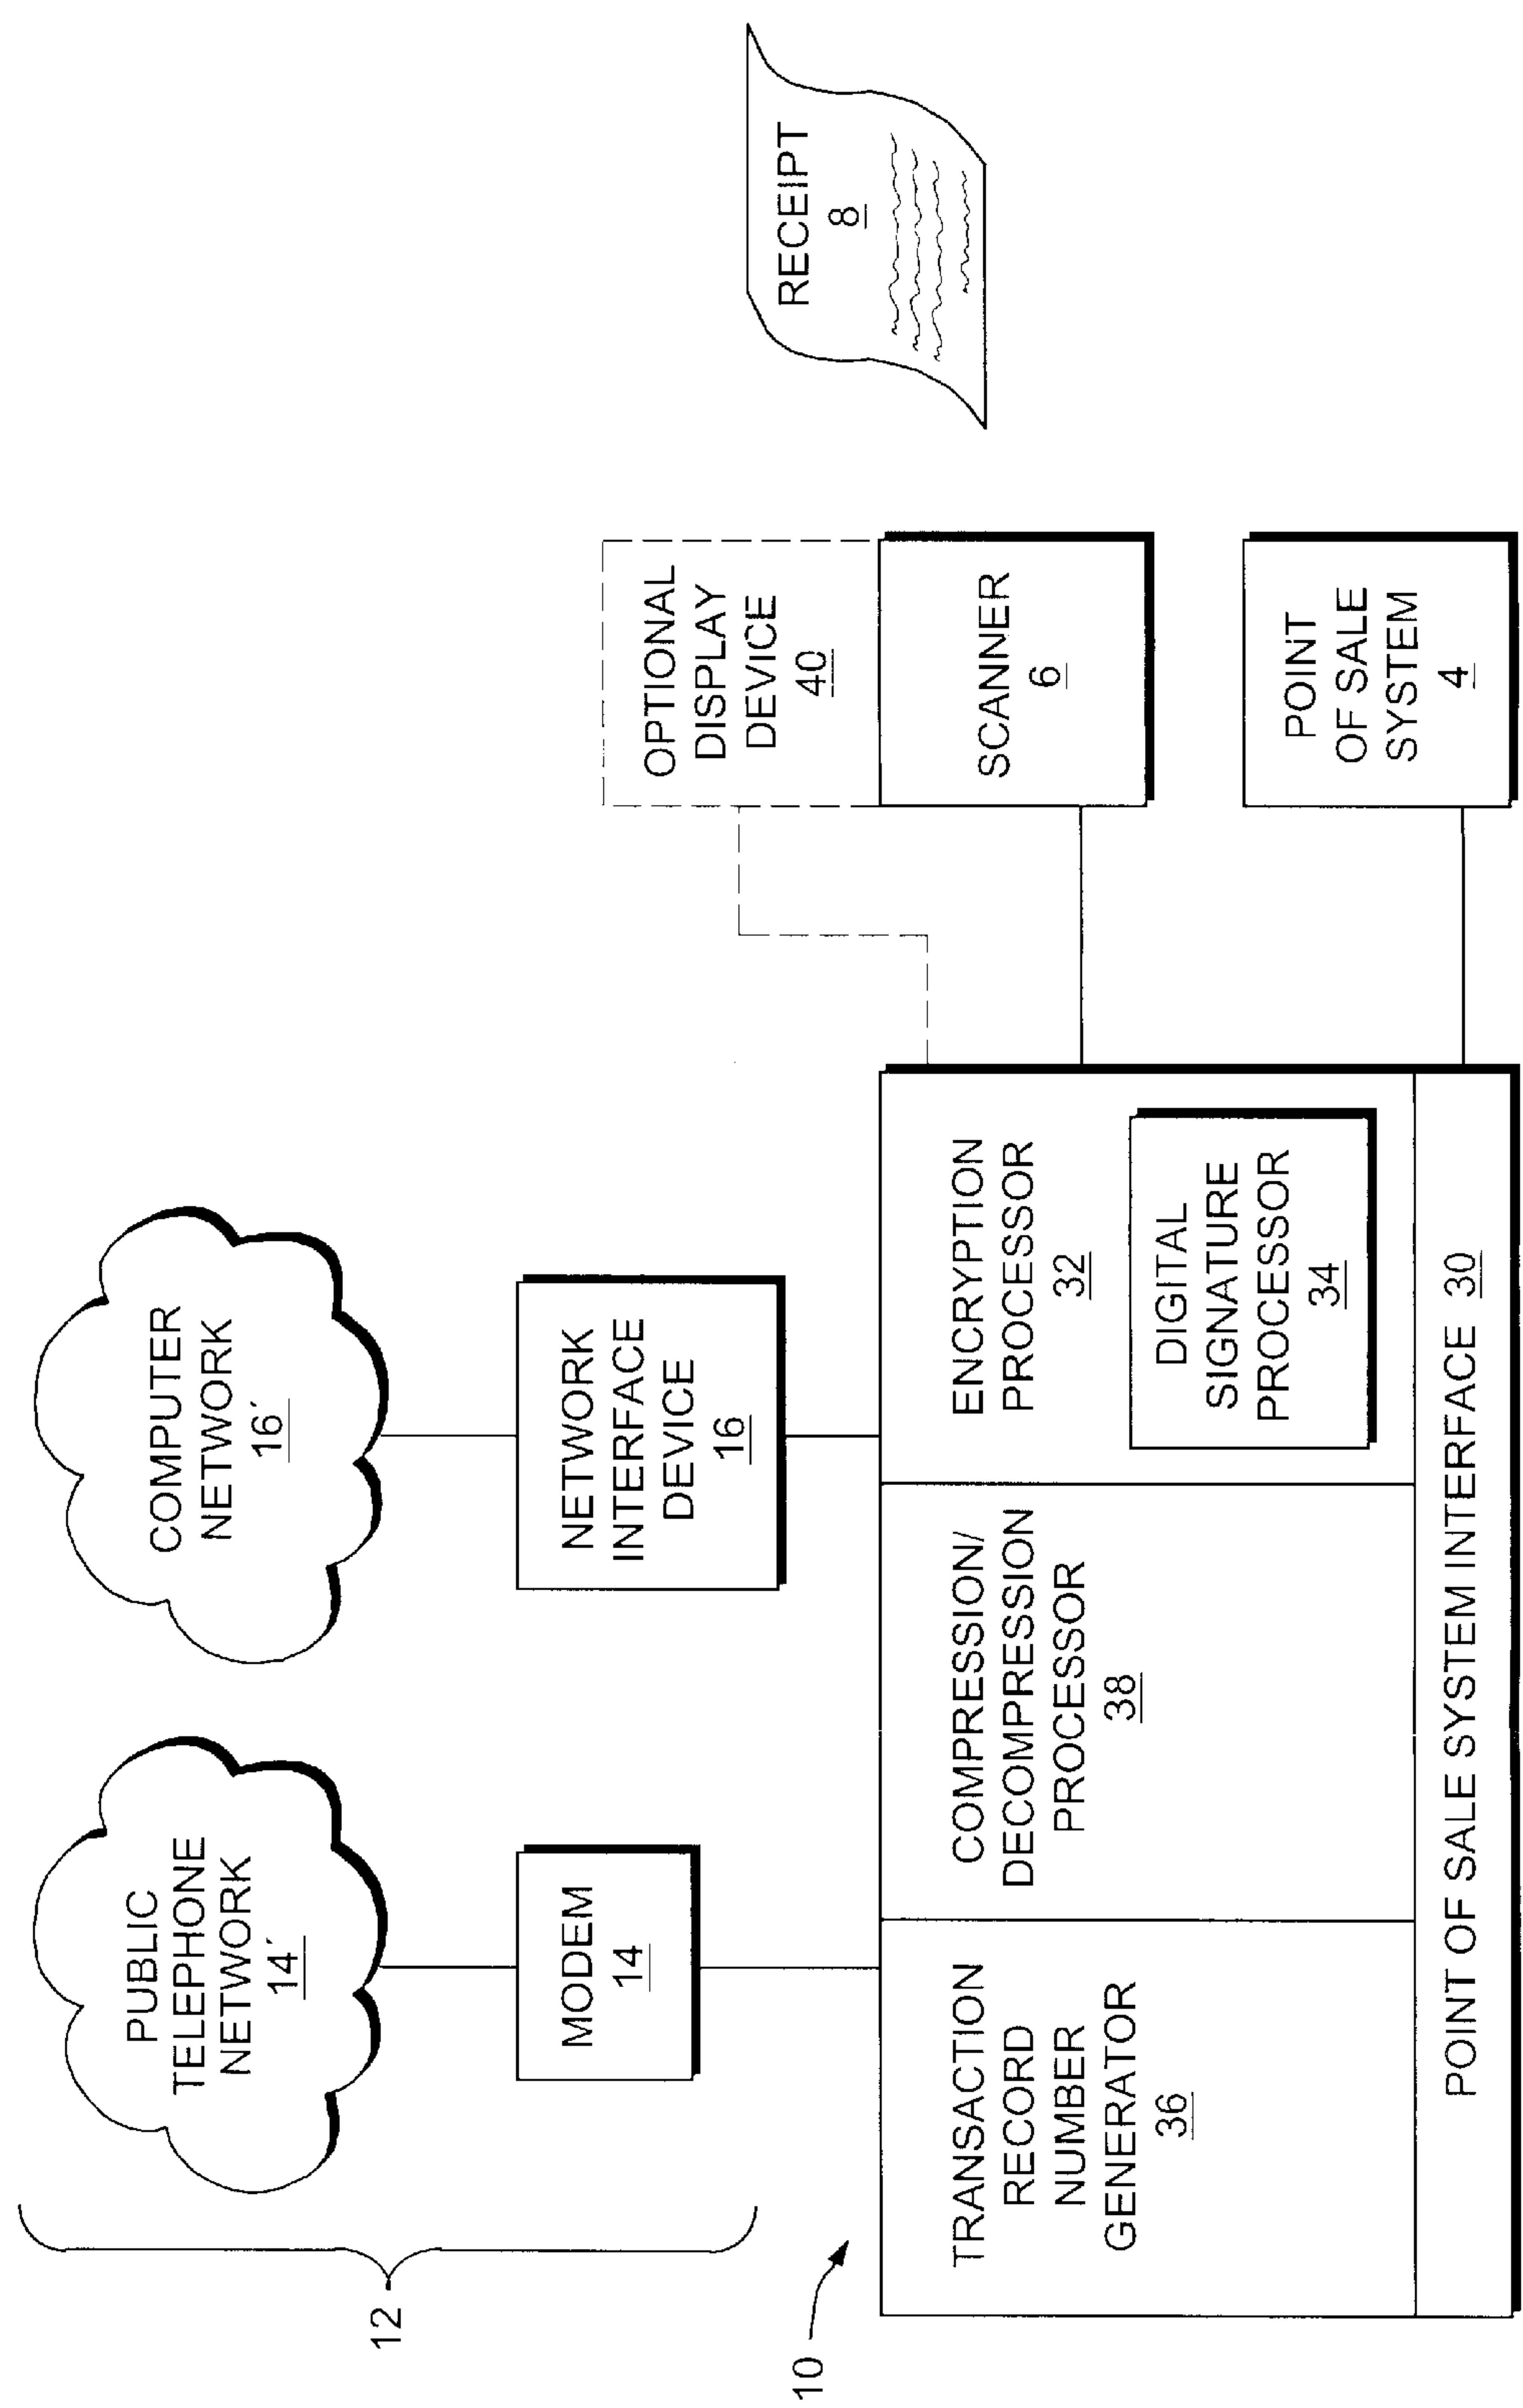 12
PUBLIC
TELEPHONE
NETWORK
14´
COMPUTER
NETWORK
16´
MODEM
14
NETWORK
INTERFACE
DEVICE
16
10
TRANSACTION
RECORD
NUMBER
GENERATOR
36
COMPRESSION/
DECOMPRESSION
PROCESSOR
38
ENCRYPTION
PROCESSOR
32
DIGITAL
SIGNATURE
PROCESSOR
34
POINT OF SALE SYSTEM INTERFACE 30
OPTIONAL
DISPLAY
DEVICE
40
SCANNER
6
POINT
OF SALE
SYSTEM
4
RECEIPT
8